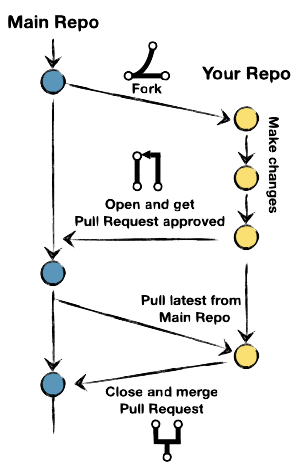 Main Repo
Your Repo
Fork
Make changes
Open and get
Pull Request approved
Pull latest from
Main Repo
Close and merge
Pull Request